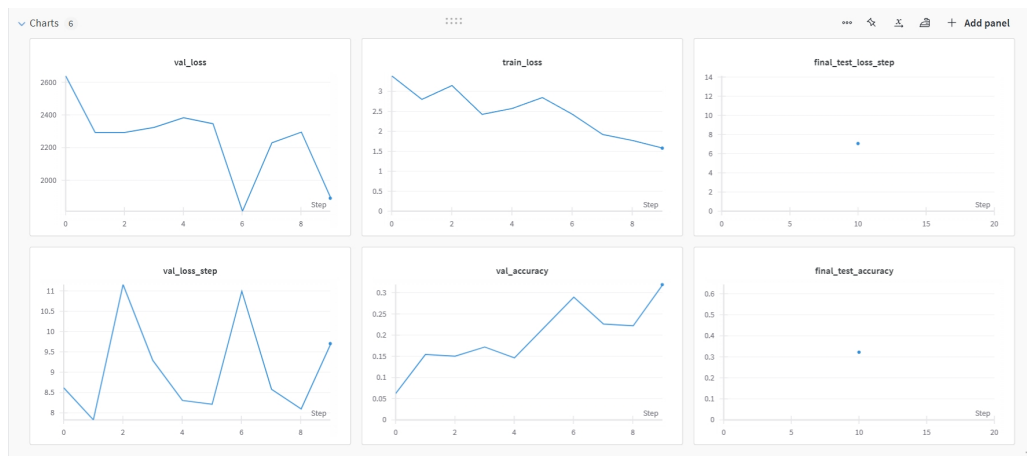 Charts 6
Add panel
val_loss
2600
2400
2200
2000
Step
0 2 4 6 8
train_loss
3
2.5
2
1.5
1
0.5
0
Step
0 2 4 6 8
final_test_loss_step
14
12
10
8
6
4
2
0
Step
0 5 10 15 20
val_loss_step
11
10.5
10
9.5
9
8.5
8
Step
0 2 4 6 8
val_accuracy
0.3
0.25
0.2
0.15
0.1
0.05
0
Step
0 2 4 6 8
final_test_accuracy
0.6
0.5
0.4
0.3
0.2
0.1
0
Step
0 5 10 15 20